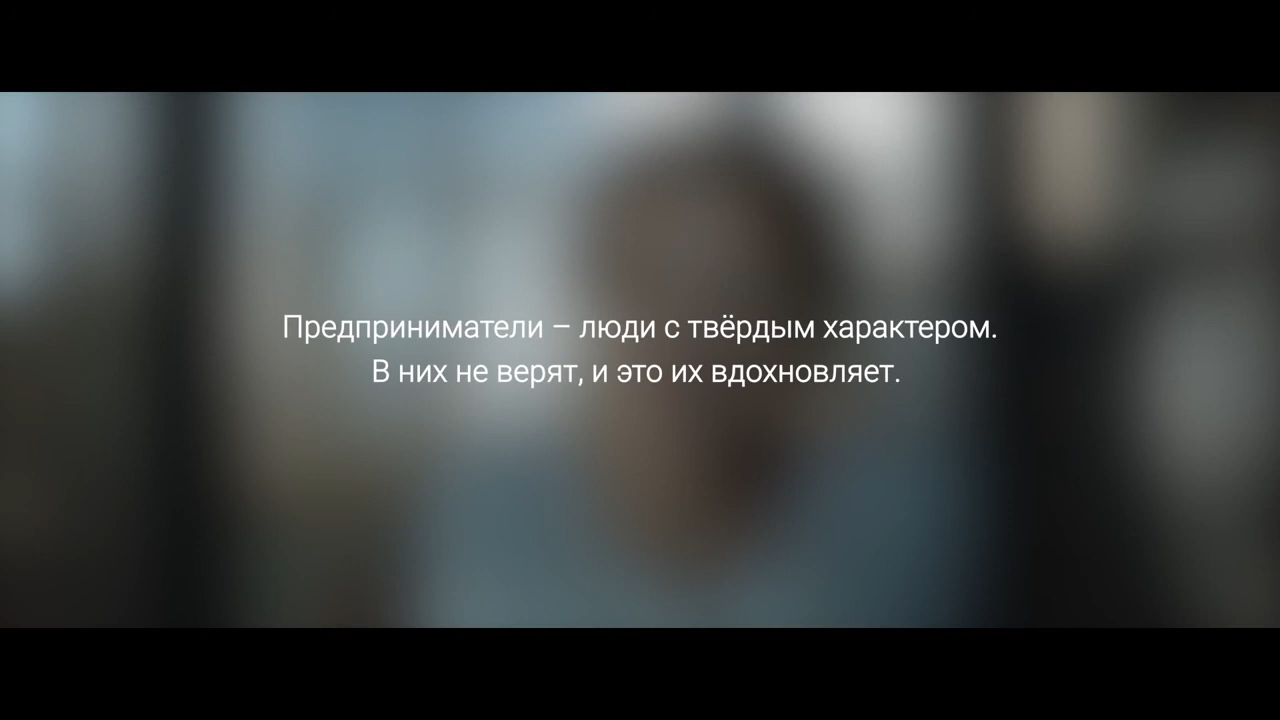 Предприниматели – люди с твёрдым характером.
В них не верят, и это их вдохновляет.